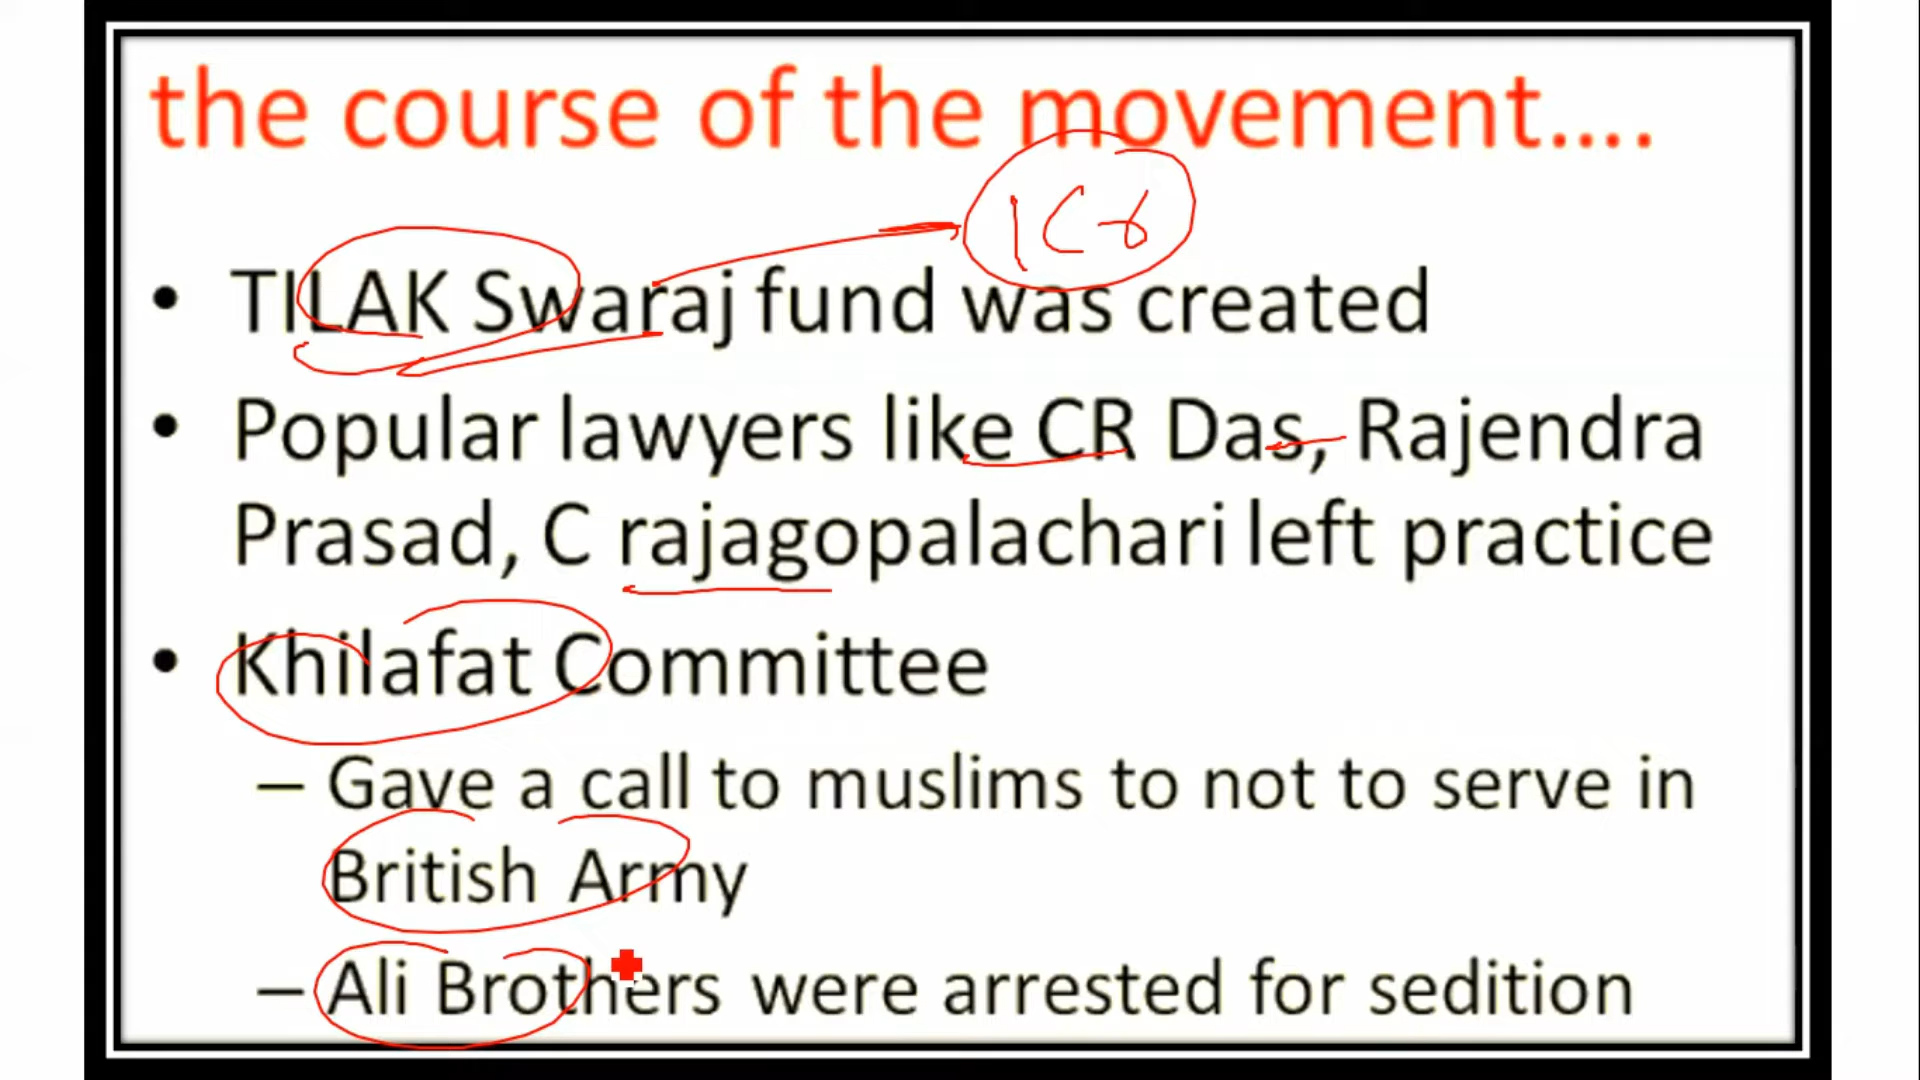 the course of the movement....
1Cr
• TILAK Swaraj fund was created
• Popular lawyers like CR Das, Rajendra
Prasad, C rajagopalachari left practice
• Khilafat Committee
– Gave a call to muslims to not to serve in
British Army
– Ali Brothers were arrested for sedition